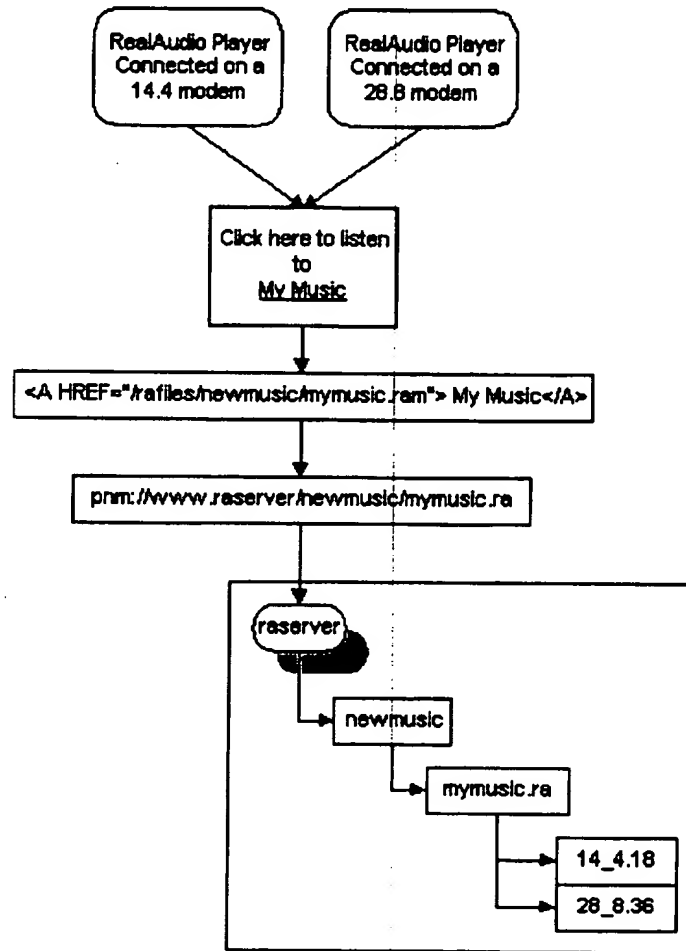 RealAudio Player
Connected on a
14.4 modem
RealAudio Player
Connected on a
28.8 modem
Click here to listen
to
My Music
<A HREF="/rafiles/newmusic/mymusic.ram"> My Music</A>
pnm://www.raserver/newmusic/mymusic.ra
raserver
newmusic
mymusic.ra
14_4.18
28_8.36